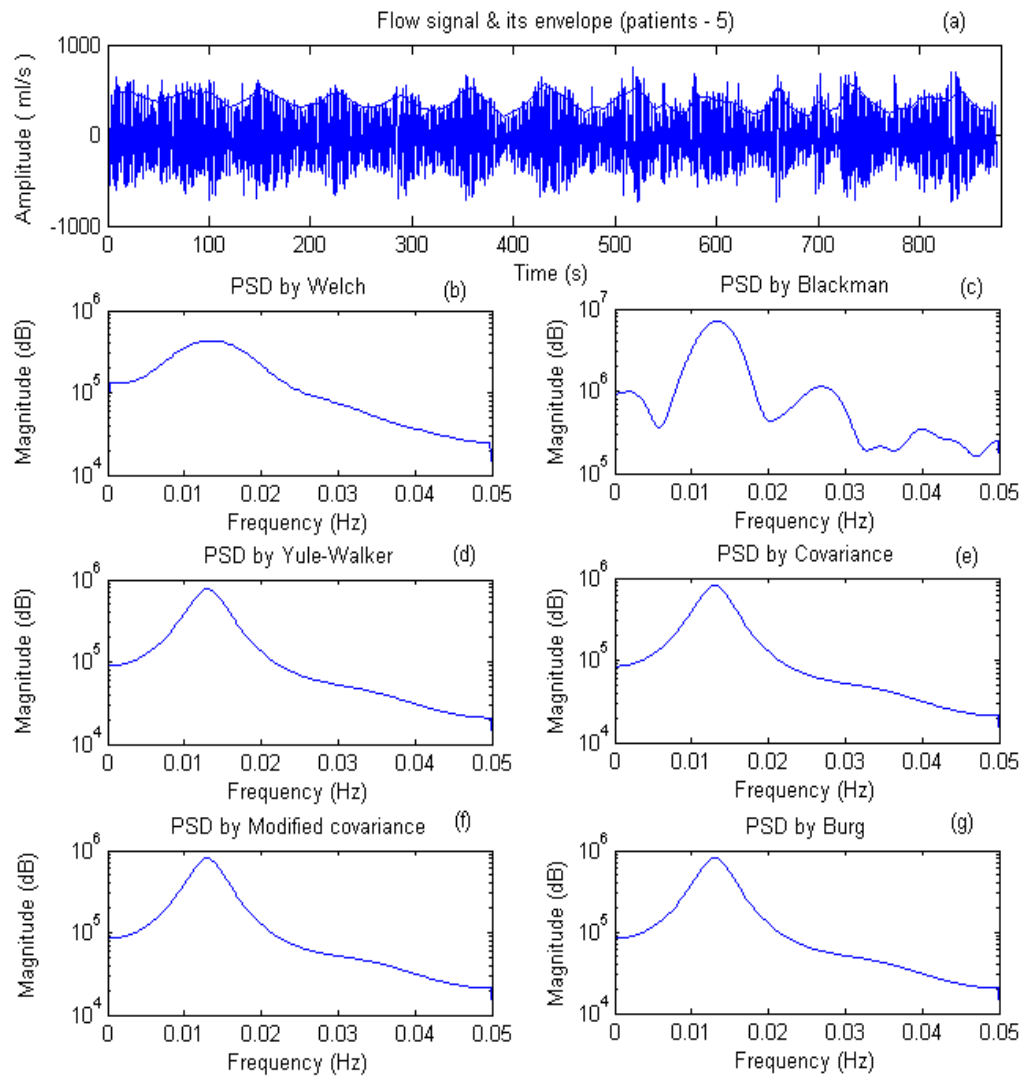 Flow signal & its envelope (patients - 5) (a)
1000
0
-1000
Amplitude ( ml/s )
0 100 200 300 400 500 600 700 800
Time (s)
PSD by Welch (b)
10^6
10^5
10^4
Magnitude (dB)
0 0.01 0.02 0.03 0.04 0.05
Frequency (Hz)
PSD by Blackman (c)
10^7
10^6
10^5
Magnitude (dB)
0 0.01 0.02 0.03 0.04 0.05
Frequency (Hz)
PSD by Yule-Walker (d)
10^6
10^5
10^4
Magnitude (dB)
0 0.01 0.02 0.03 0.04 0.05
Frequency (Hz)
PSD by Covariance (e)
10^6
10^5
10^4
Magnitude (dB)
0 0.01 0.02 0.03 0.04 0.05
Frequency (Hz)
PSD by Modified covariance (f)
10^6
10^5
10^4
Magnitude (dB)
0 0.01 0.02 0.03 0.04 0.05
Frequency (Hz)
PSD by Burg (g)
10^6
10^5
10^4
Magnitude (dB)
0 0.01 0.02 0.03 0.04 0.05
Frequency (Hz)